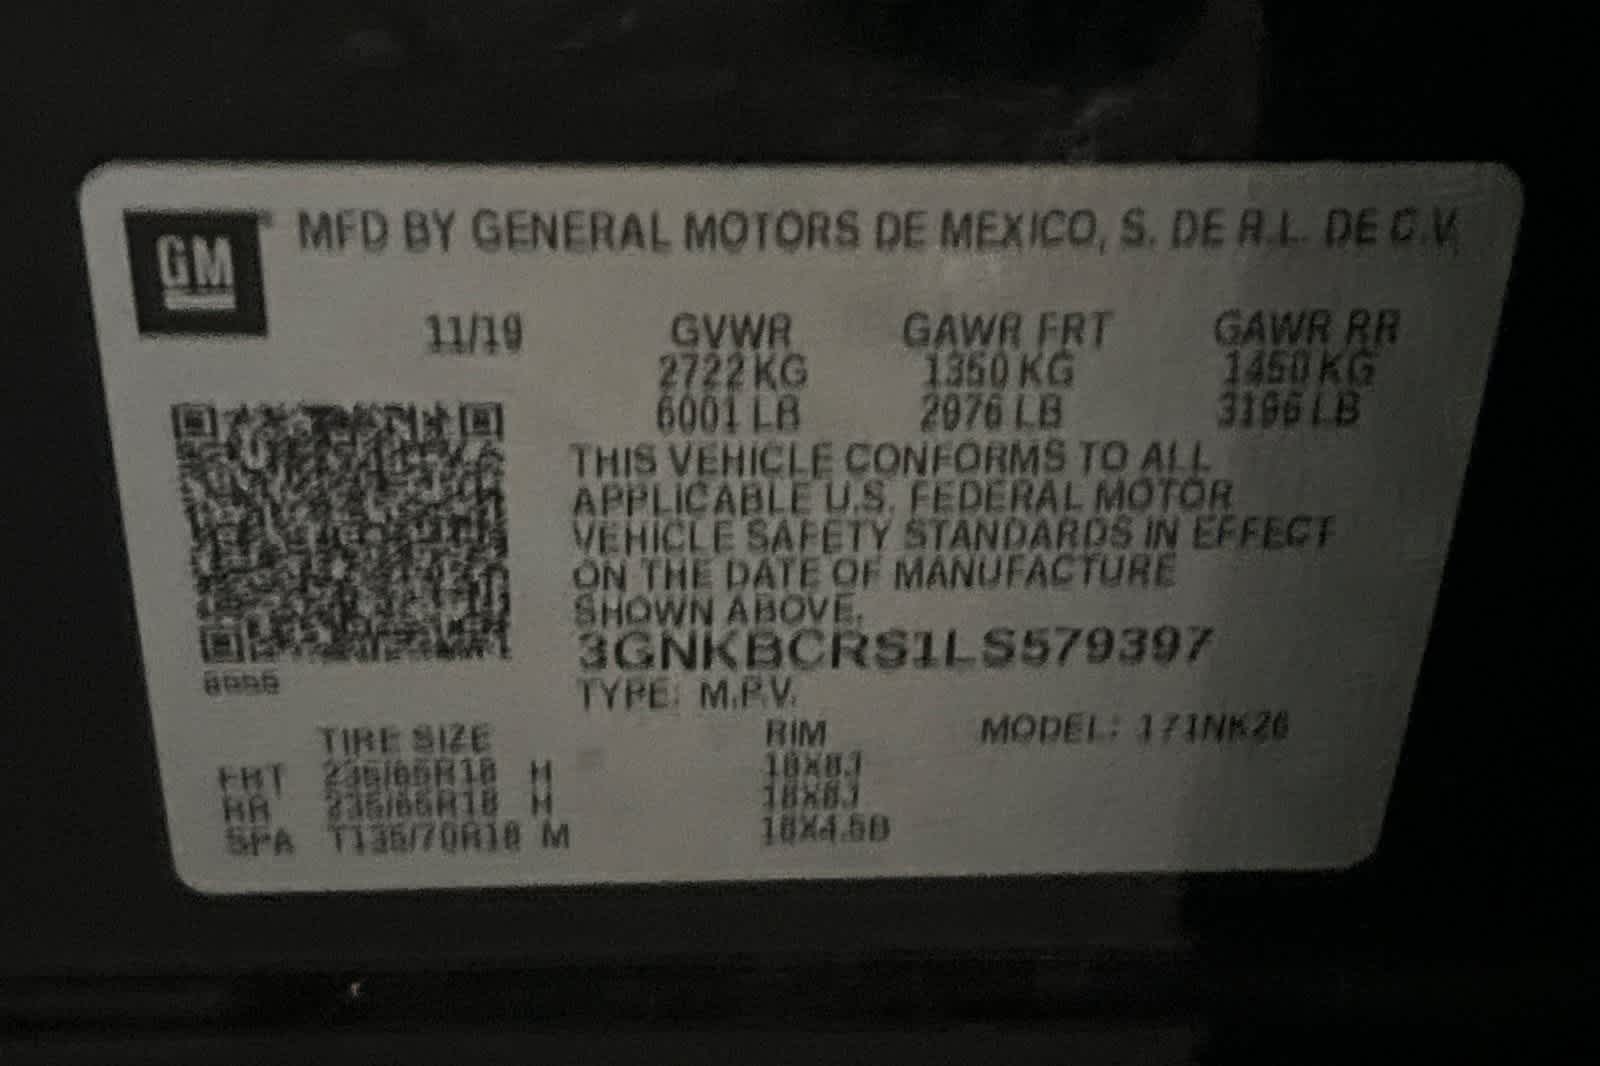 GM MFD BY GENERAL MOTORS DE MEXICO, S. DE R.L. DE C.V.
11/19 GVWR GAWR FRT GAWR RR
2722 KG 1350 KG 1450 KG
6001 LB 2976 LB 3196 LB
THIS VEHICLE CONFORMS TO ALL
APPLICABLE U.S. FEDERAL MOTOR
VEHICLE SAFETY STANDARDS IN EFFECT
ON THE DATE OF MANUFACTURE
SHOWN ABOVE.
3GNKBCRS1LS579397
TYPE: M.P.V.
TIRE SIZE RIM MODEL: 171NK26
FRT 235/65R18 H 18X8J
RR 235/65R18 H 18X8J
SPA T135/70R18 M 18X4.5B